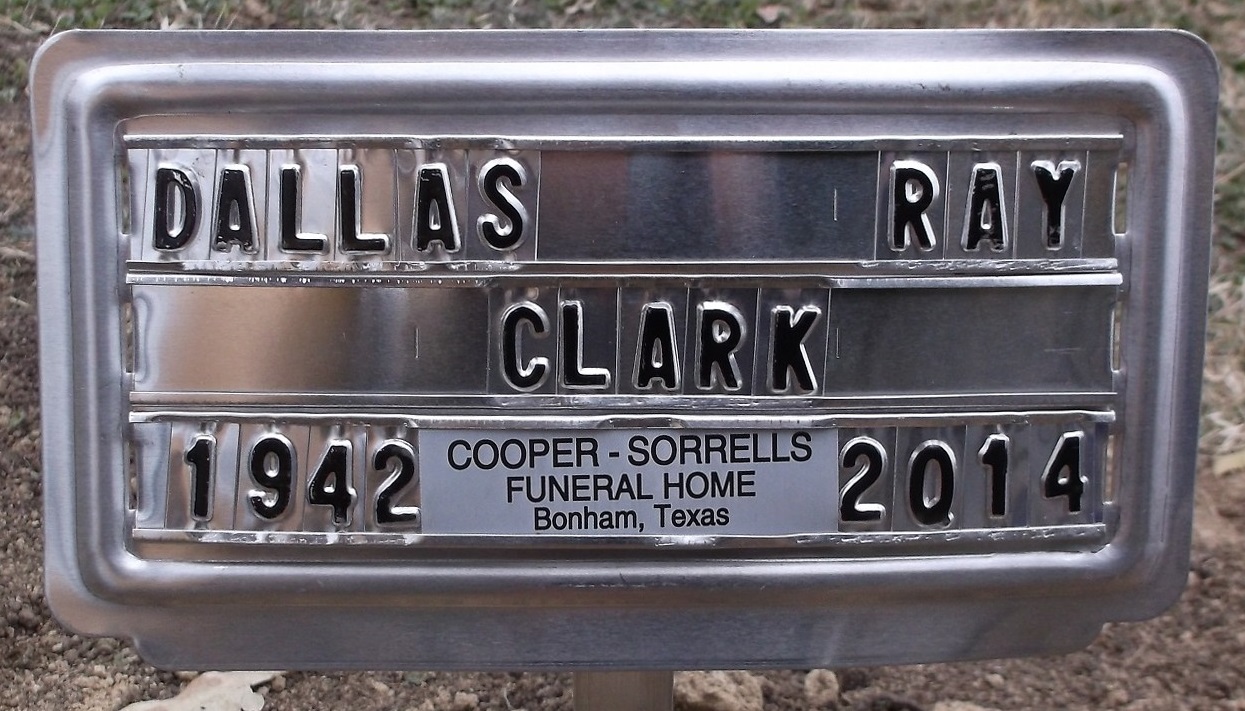 DALLAS RAY
CLARK
1942 COOPER - SORRELLS 2014
FUNERAL HOME
Bonham, Texas